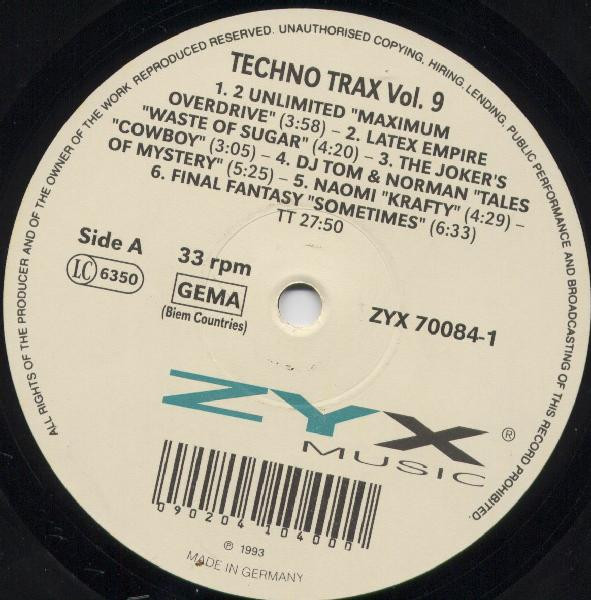 ALL RIGHTS OF THE PRODUCER AND OF THE OWNER OF THE WORK REPRODUCED RESERVED. UNAUTHORISED COPYING, HIRING, LENDING, PUBLIC PERFORMANCE AND BROADCASTING OF THIS RECORD PROHIBITED.
TECHNO TRAX Vol. 9
1. 2 UNLIMITED "MAXIMUM
OVERDRIVE" (3:58) – 2. LATEX EMPIRE
"WASTE OF SUGAR" (4:20) – 3. THE JOKER'S
"COWBOY" (3:05) – 4. DJ TOM & NORMAN "TALES
OF MYSTERY" (5:25) – 5. NAOMI "KRAFTY" (4:29) –
6. FINAL FANTASY "SOMETIMES" (6:33)
TT 27:50
Side A
33 rpm
LC 6350
GEMA
(Biem Countries)
ZYX 70084-1
ZYX ®
MUSIC
090204 104000
℗ 1993
MADE IN GERMANY